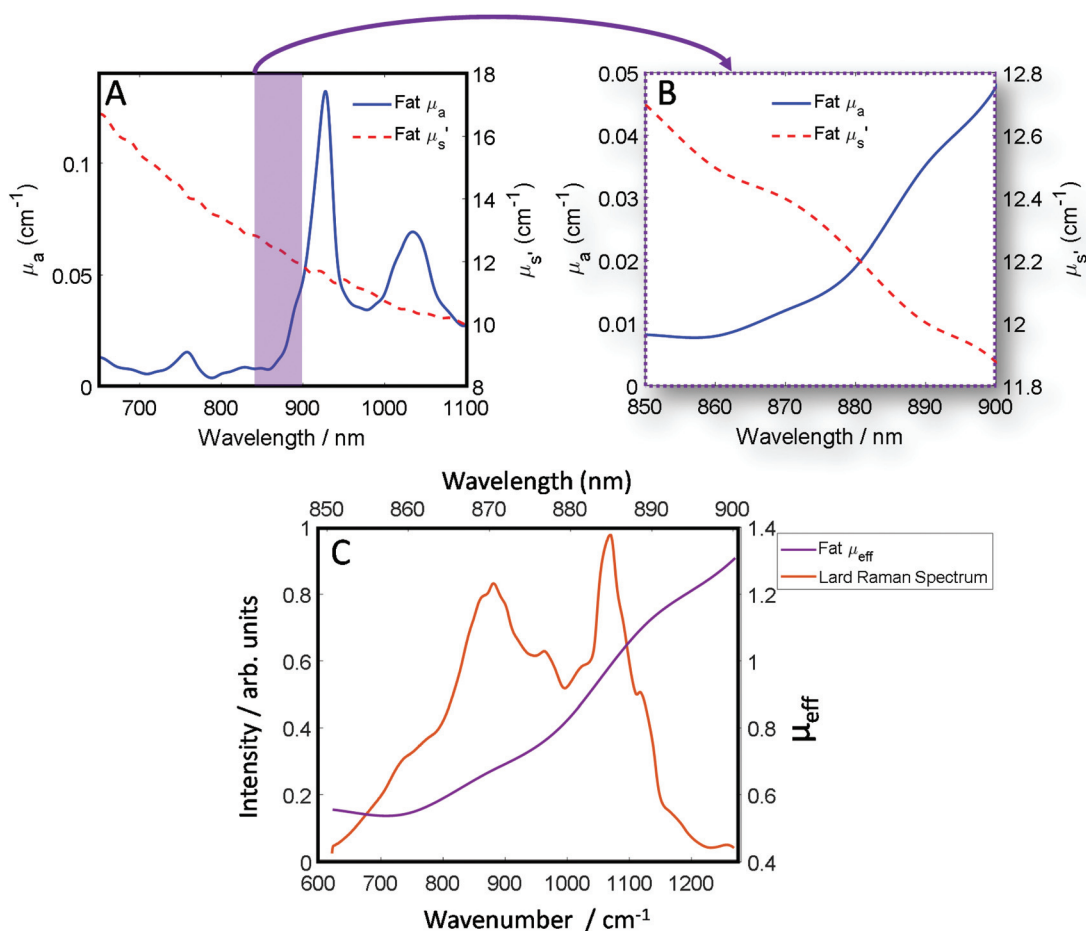 A
Fat μa
Fat μs'
18
16
14
12
10
8
0.1
0.05
0
μa (cm-1)
μs' (cm-1)
700 800 900 1000 1100
Wavelength / nm
B
Fat μa
Fat μs'
0.05
0.04
0.03
0.02
0.01
0
μa (cm-1)
12.8
12.6
12.4
12.2
12
11.8
μs' (cm-1)
850 860 870 880 890 900
Wavelength / nm
Wavelength (nm)
850 860 870 880 890 900
C
1
0.8
0.6
0.4
0.2
0
Intensity / arb. units
1.4
1.2
1
0.8
0.6
0.4
μeff
Fat μeff
Lard Raman Spectrum
600 700 800 900 1000 1100 1200
Wavenumber / cm-1